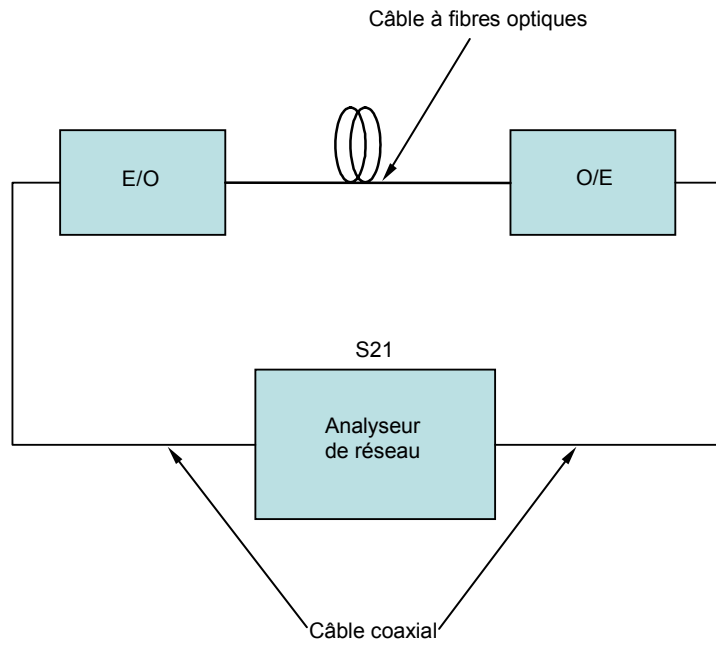 Câble à fibres optiques
E/O
O/E
S21
Analyseur
de réseau
Câble coaxial